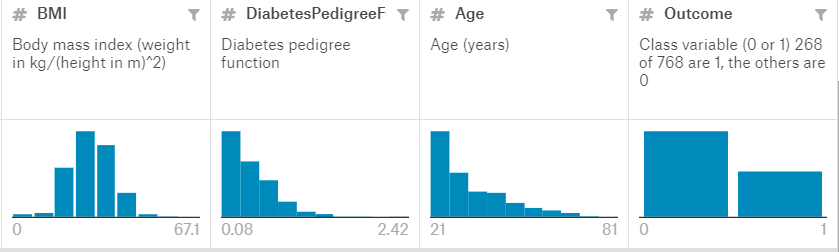 # BMI
Body mass index (weight
in kg/(height in m)^2)
0 67.1
# DiabetesPedigreeF
Diabetes pedigree
function
0.08 2.42
# Age
Age (years)
21 81
# Outcome
Class variable (0 or 1) 268
of 768 are 1, the others are
0
0 1